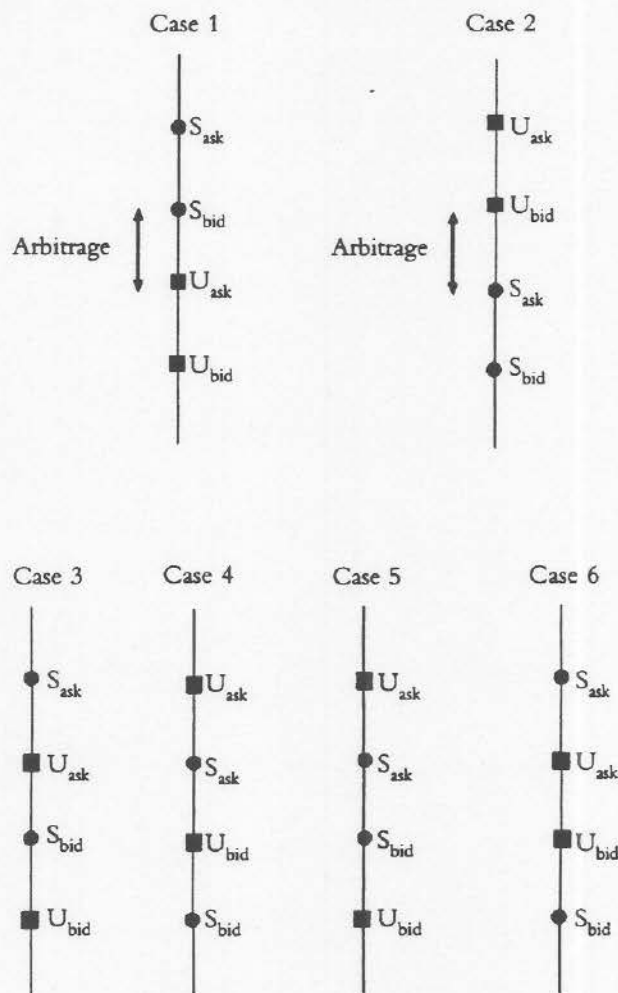 Case 1
S_ask
S_bid
Arbitrage
U_ask
U_bid
Case 2
U_ask
U_bid
Arbitrage
S_ask
S_bid
Case 3
S_ask
U_ask
S_bid
U_bid
Case 4
U_ask
S_ask
U_bid
S_bid
Case 5
U_ask
S_ask
S_bid
U_bid
Case 6
S_ask
U_ask
U_bid
S_bid